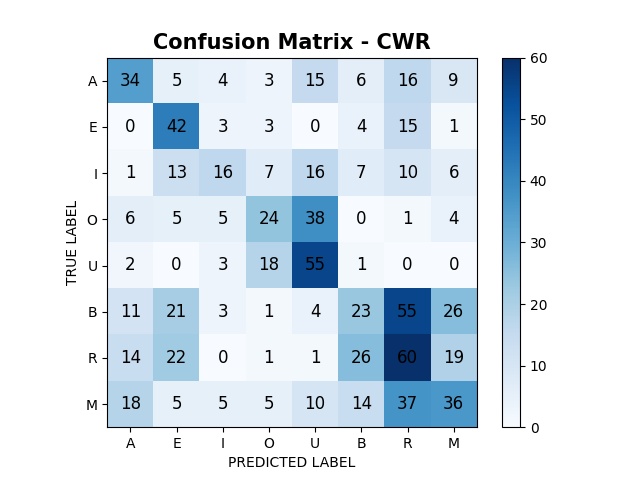 Confusion Matrix - CWR
TRUE LABEL
A 34 5 4 3 15 6 16 9
E 0 42 3 3 0 4 15 1
I 1 13 16 7 16 7 10 6
O 6 5 5 24 38 0 1 4
U 2 0 3 18 55 1 0 0
B 11 21 3 1 4 23 55 26
R 14 22 0 1 1 26 60 19
M 18 5 5 5 10 14 37 36
A E I O U B R M
PREDICTED LABEL
60
50
40
30
20
10
0